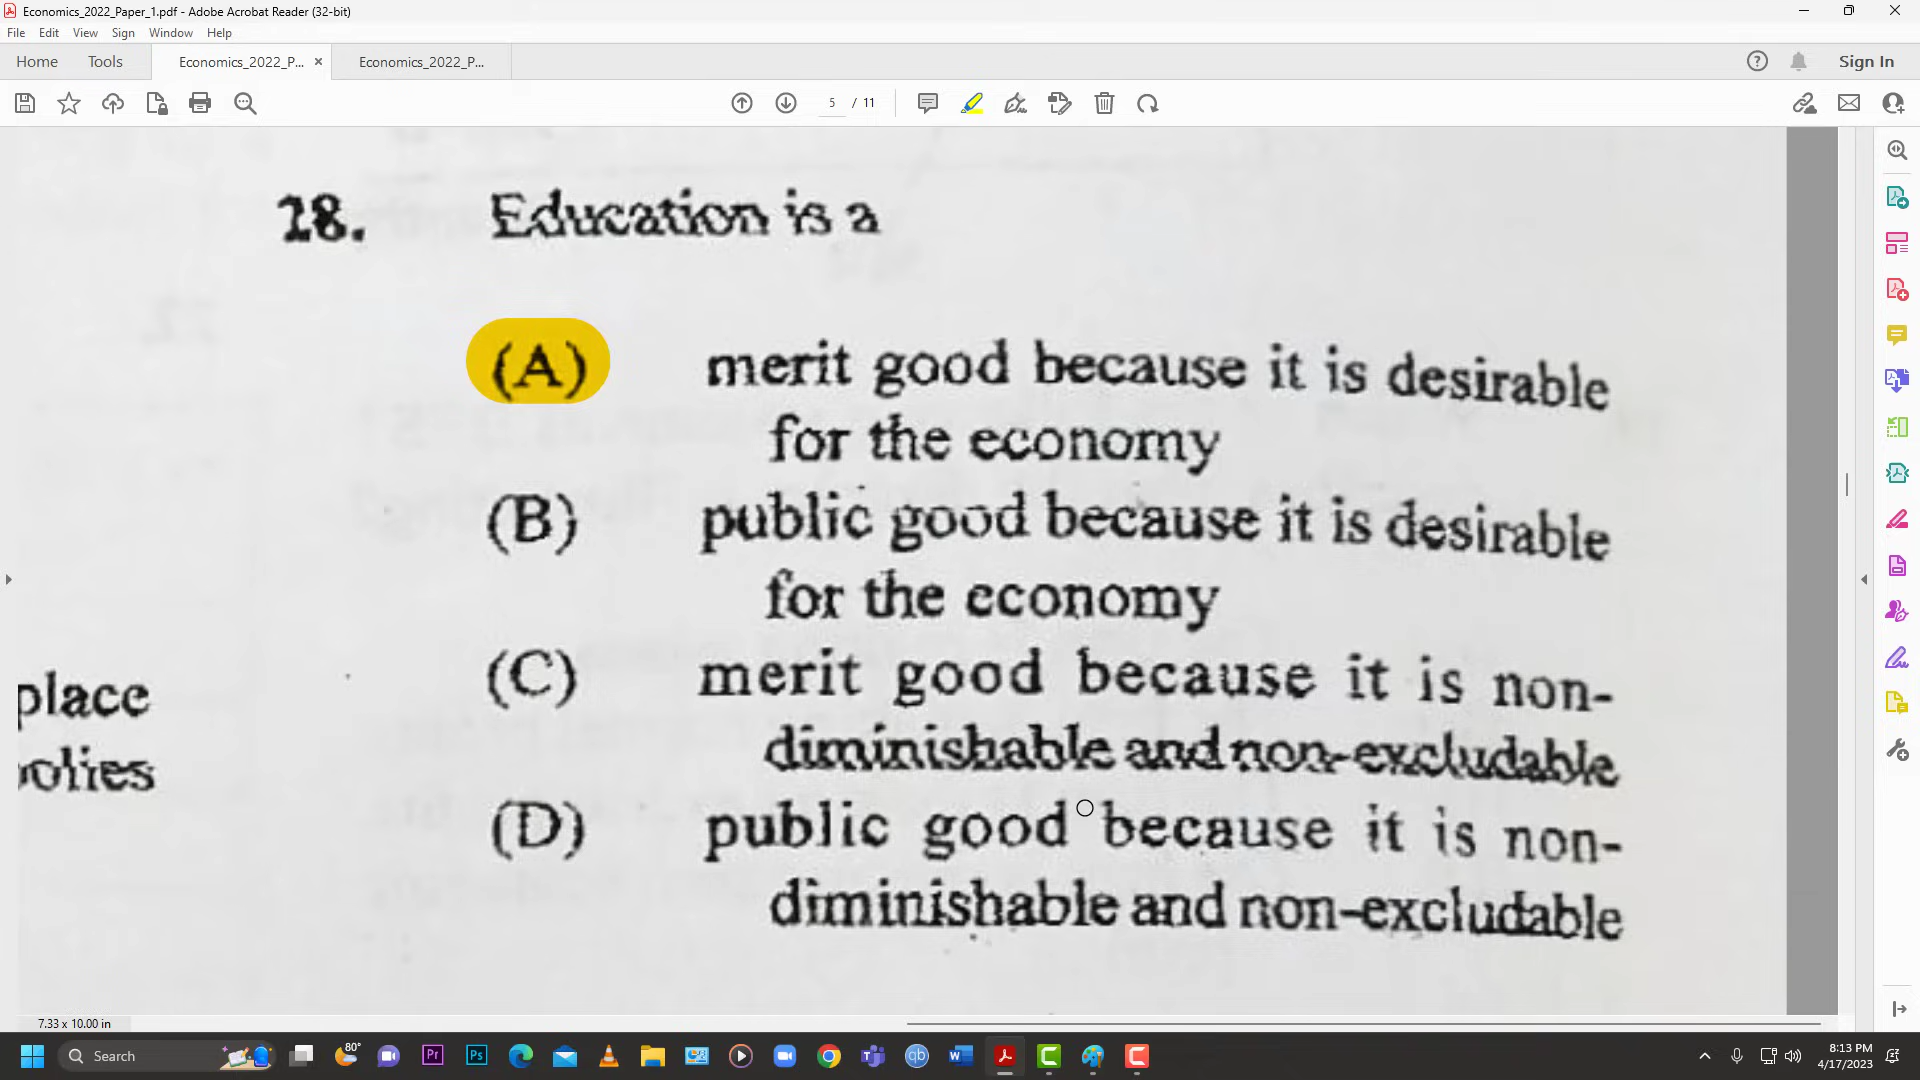 Economics_2022_Paper_1.pdf - Adobe Acrobat Reader (32-bit)
File Edit View Sign Window Help
Home Tools Economics_2022_P... × Economics_2022_P... Sign In
5 / 11
28. Education is a
(A) merit good because it is desirable
for the economy
(B) public good because it is desirable
for the economy
(C) merit good because it is non-
diminishable and non-excludable
(D) public good because it is non-
diminishable and non-excludable
place
olies
7.33 x 10.00 in
Search
80°
8:13 PM
4/17/2023